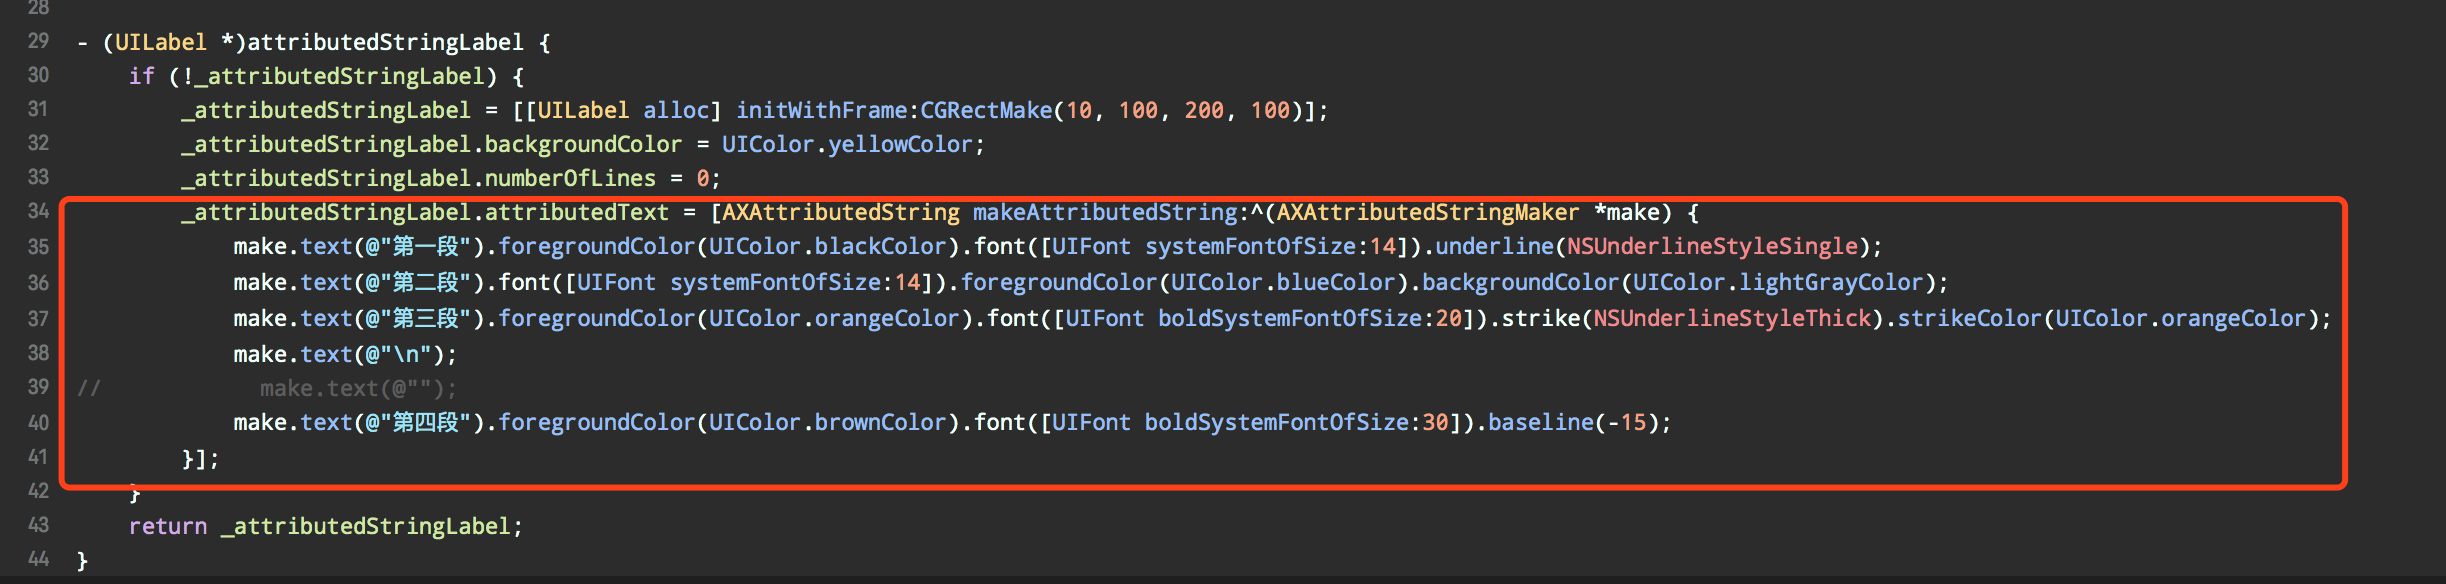 28
29 - (UILabel *)attributedStringLabel {
30 if (!_attributedStringLabel) {
31 _attributedStringLabel = [[UILabel alloc] initWithFrame:CGRectMake(10, 100, 200, 100)];
32 _attributedStringLabel.backgroundColor = UIColor.yellowColor;
33 _attributedStringLabel.numberOfLines = 0;
34 _attributedStringLabel.attributedText = [AXAttributedString makeAttributedString:^(AXAttributedStringMaker *make) {
35 make.text(@"第一段").foregroundColor(UIColor.blackColor).font([UIFont systemFontOfSize:14]).underline(NSUnderlineStyleSingle);
36 make.text(@"第二段").font([UIFont systemFontOfSize:14]).foregroundColor(UIColor.blueColor).backgroundColor(UIColor.lightGrayColor);
37 make.text(@"第三段").foregroundColor(UIColor.orangeColor).font([UIFont boldSystemFontOfSize:20]).strike(NSUnderlineStyleThick).strikeColor(UIColor.orangeColor);
38 make.text(@"\n");
39 // make.text(@"");
40 make.text(@"第四段").foregroundColor(UIColor.brownColor).font([UIFont boldSystemFontOfSize:30]).baseline(-15);
41 }];
42 }
43 return _attributedStringLabel;
44 }